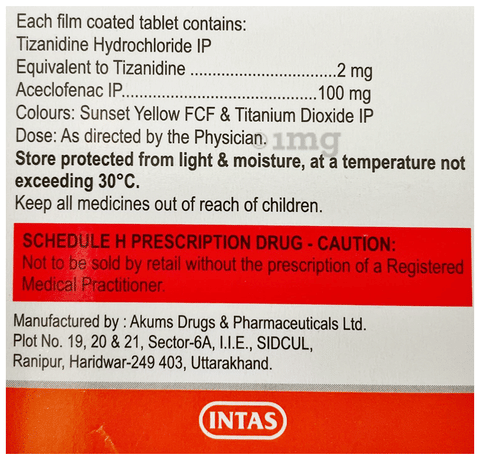 Each film coated tablet contains:
Tizanidine Hydrochloride IP
Equivalent to Tizanidine ................................2 mg
Aceclofenac IP...........................................100 mg
Colours: Sunset Yellow FCF & Titanium Dioxide IP
Dose: As directed by the Physician.
1mg
Store protected from light & moisture, at a temperature not
exceeding 30°C.
Keep all medicines out of reach of children.
SCHEDULE H PRESCRIPTION DRUG - CAUTION:
Not to be sold by retail without the prescription of a Registered
Medical Practitioner.
Manufactured by : Akums Drugs & Pharmaceuticals Ltd.
Plot No. 19, 20 & 21, Sector-6A, I.I.E., SIDCUL,
Ranipur, Haridwar-249 403, Uttarakhand.
INTAS